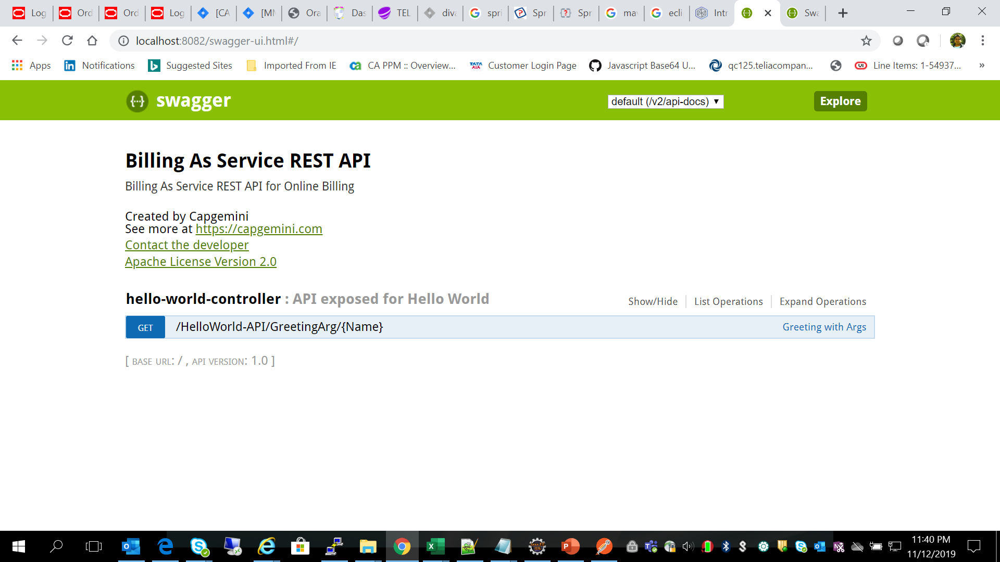 Log
Ord
Ord
Log
[CA
[MM
Ora
Das
TEL
diva
spri
Spr
Spr
ma
ecli
Intr
Swa
localhost:8082/swagger-ui.html#/
Apps
Notifications
Suggested Sites
Imported From IE
CA PPM :: Overview...
Customer Login Page
Javascript Base64 U...
qc125.teliacompan...
Line Items: 1-54937...
»
swagger
default (/v2/api-docs)
Explore
Billing As Service REST API
Billing As Service REST API for Online Billing
Created by Capgemini
See more at https://capgemini.com
Contact the developer
Apache License Version 2.0
hello-world-controller : API exposed for Hello World
Show/Hide
List Operations
Expand Operations
GET /HelloWorld-API/GreetingArg/{Name}
Greeting with Args
[ BASE URL: / , API VERSION: 1.0 ]
11:40 PM
11/12/2019